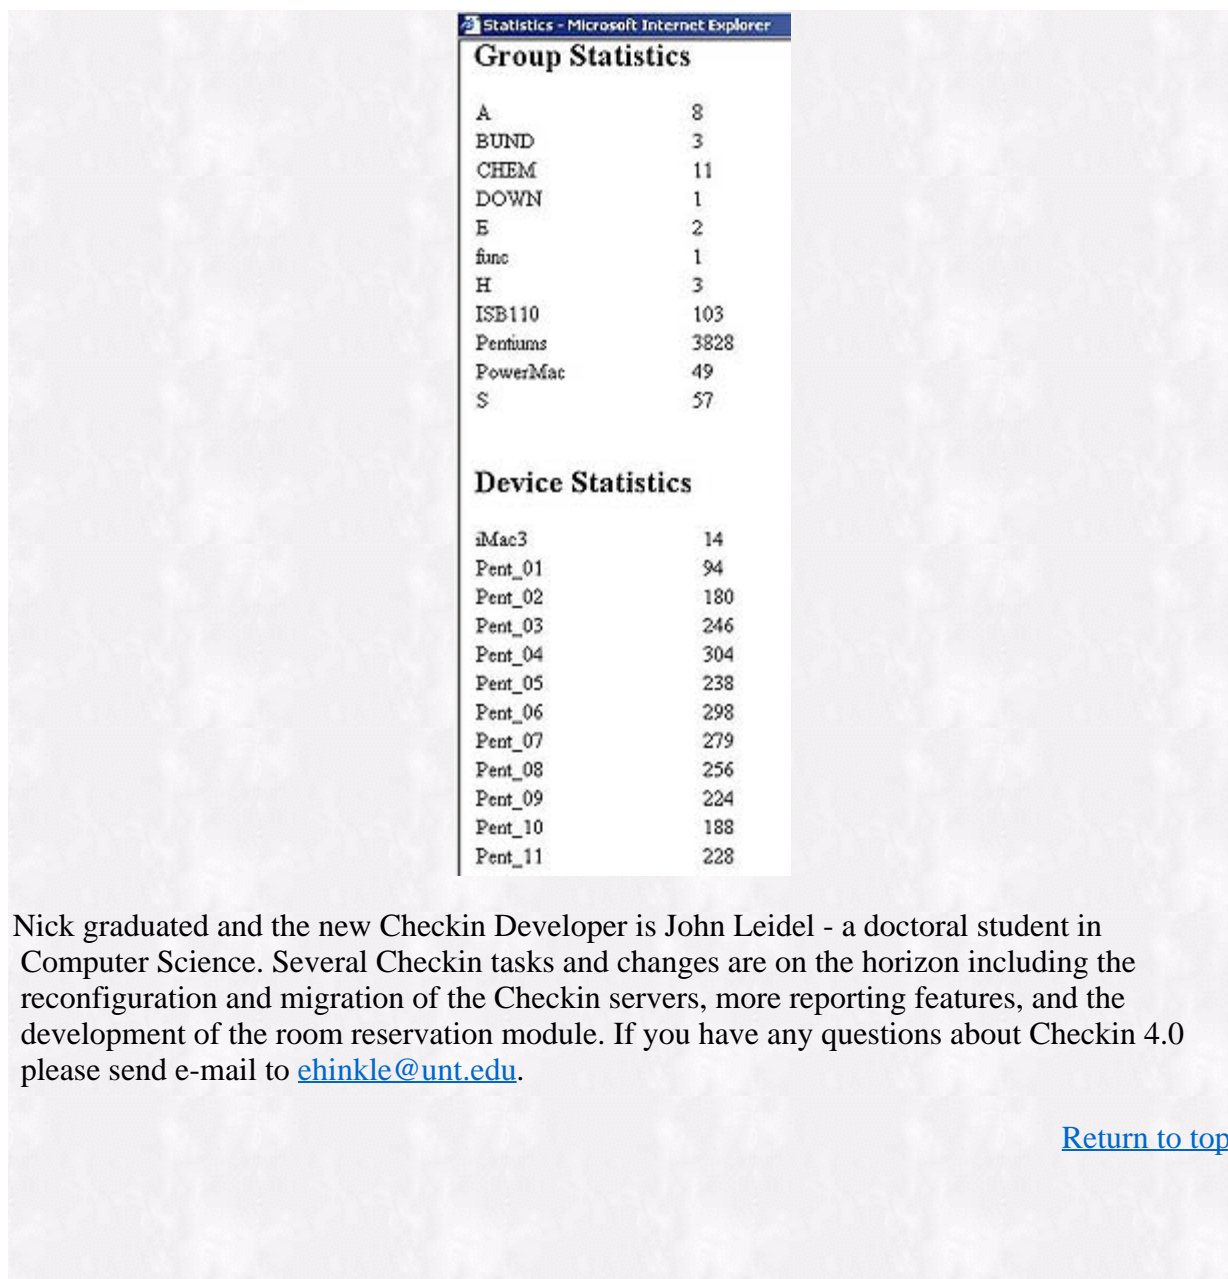 Statistics - Microsoft Internet Explorer
Group Statistics
A 8
BUND 3
CHEM 11
DOWN 1
E 2
func 1
H 3
ISB110 103
Pentiums 3828
PowerMac 49
S 57
Device Statistics
iMac3 14
Pent_01 94
Pent_02 180
Pent_03 246
Pent_04 304
Pent_05 238
Pent_06 298
Pent_07 279
Pent_08 256
Pent_09 224
Pent_10 188
Pent_11 228
Nick graduated and the new Checkin Developer is John Leidel - a doctoral student in
Computer Science. Several Checkin tasks and changes are on the horizon including the
reconfiguration and migration of the Checkin servers, more reporting features, and the
development of the room reservation module. If you have any questions about Checkin 4.0
please send e-mail to ehinkle@unt.edu.
Return to top